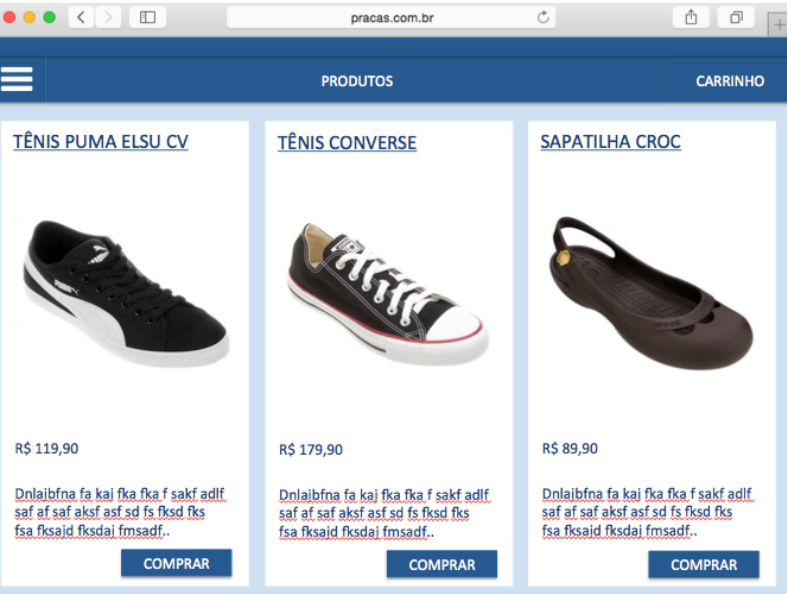 pracas.com.br
PRODUTOS
CARRINHO
TÊNIS PUMA ELSU CV
R$ 119,90
Dnlajbfna fa kaj fka fka f sakf adlf
saf af saf aksf asf sd fs fksd fks
fsa fksajd fksdaj fmsadf..
COMPRAR
TÊNIS CONVERSE
R$ 179,90
Dnlajbfna fa kaj fka fka f sakf adlf
saf af saf aksf asf sd fs fksd fks
fsa fksajd fksdaj fmsadf..
COMPRAR
SAPATILHA CROC
R$ 89,90
Dnlajbfna fa kaj fka fka f sakf adlf
saf af saf aksf asf sd fs fksd fks
fsa fksajd fksdaj fmsadf..
COMPRAR